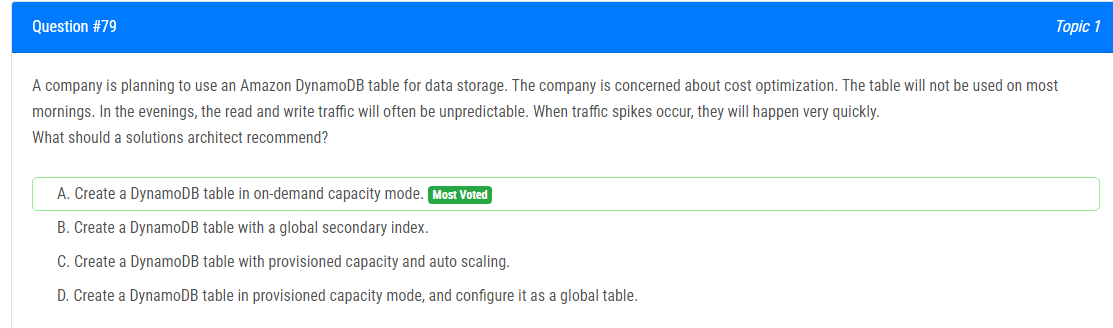 Question #79
Topic 1
A company is planning to use an Amazon DynamoDB table for data storage. The company is concerned about cost optimization. The table will not be used on most
mornings. In the evenings, the read and write traffic will often be unpredictable. When traffic spikes occur, they will happen very quickly.
What should a solutions architect recommend?
A. Create a DynamoDB table in on-demand capacity mode. Most Voted
B. Create a DynamoDB table with a global secondary index.
C. Create a DynamoDB table with provisioned capacity and auto scaling.
D. Create a DynamoDB table in provisioned capacity mode, and configure it as a global table.